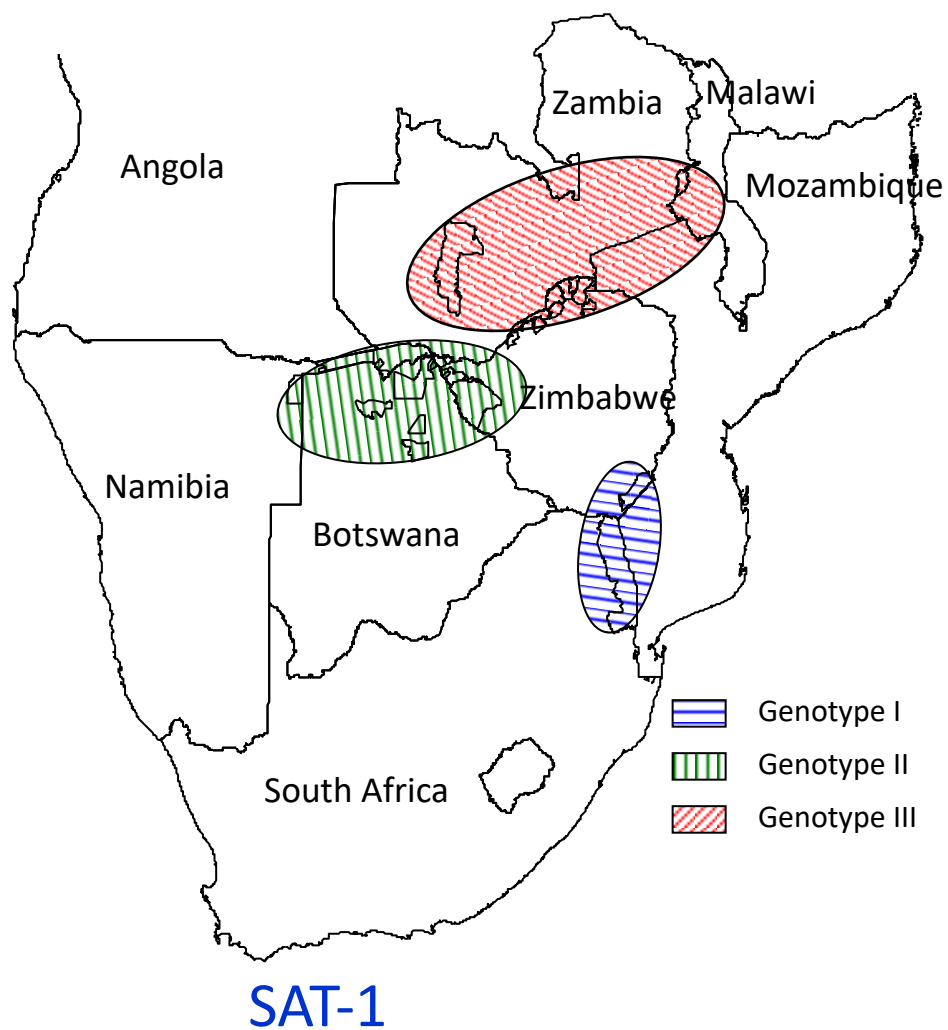 Zambia
Malawi
Angola
Mozambique
Zimbabwe
Namibia
Botswana
Genotype I
Genotype II
South Africa
Genotype III
SAT-1